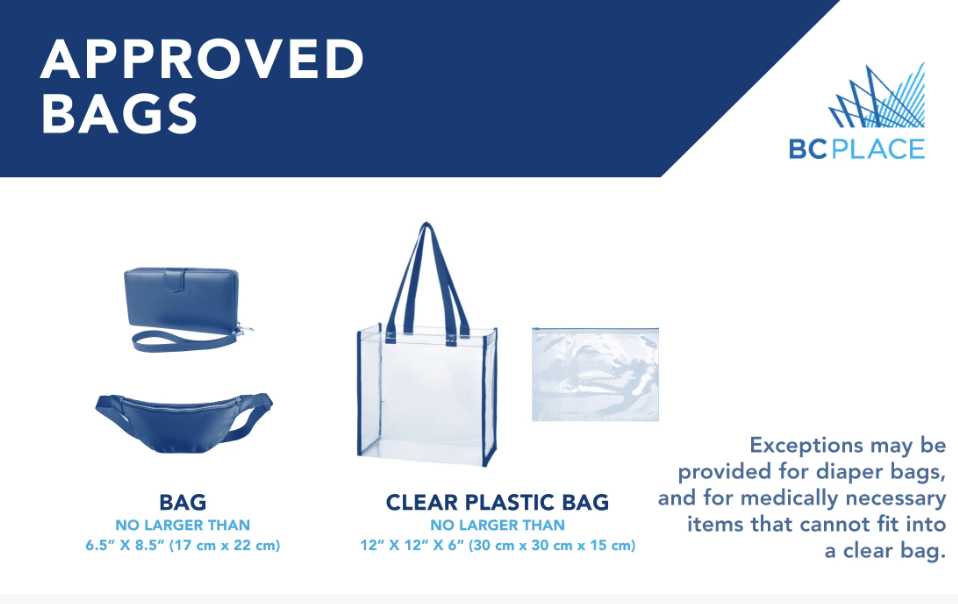 APPROVED
BAGS
BCPLACE
BAG
NO LARGER THAN
6.5” X 8.5” (17 cm x 22 cm)
CLEAR PLASTIC BAG
NO LARGER THAN
12” X 12” X 6” (30 cm x 30 cm x 15 cm)
Exceptions may be
provided for diaper bags,
and for medically necessary
items that cannot fit into
a clear bag.